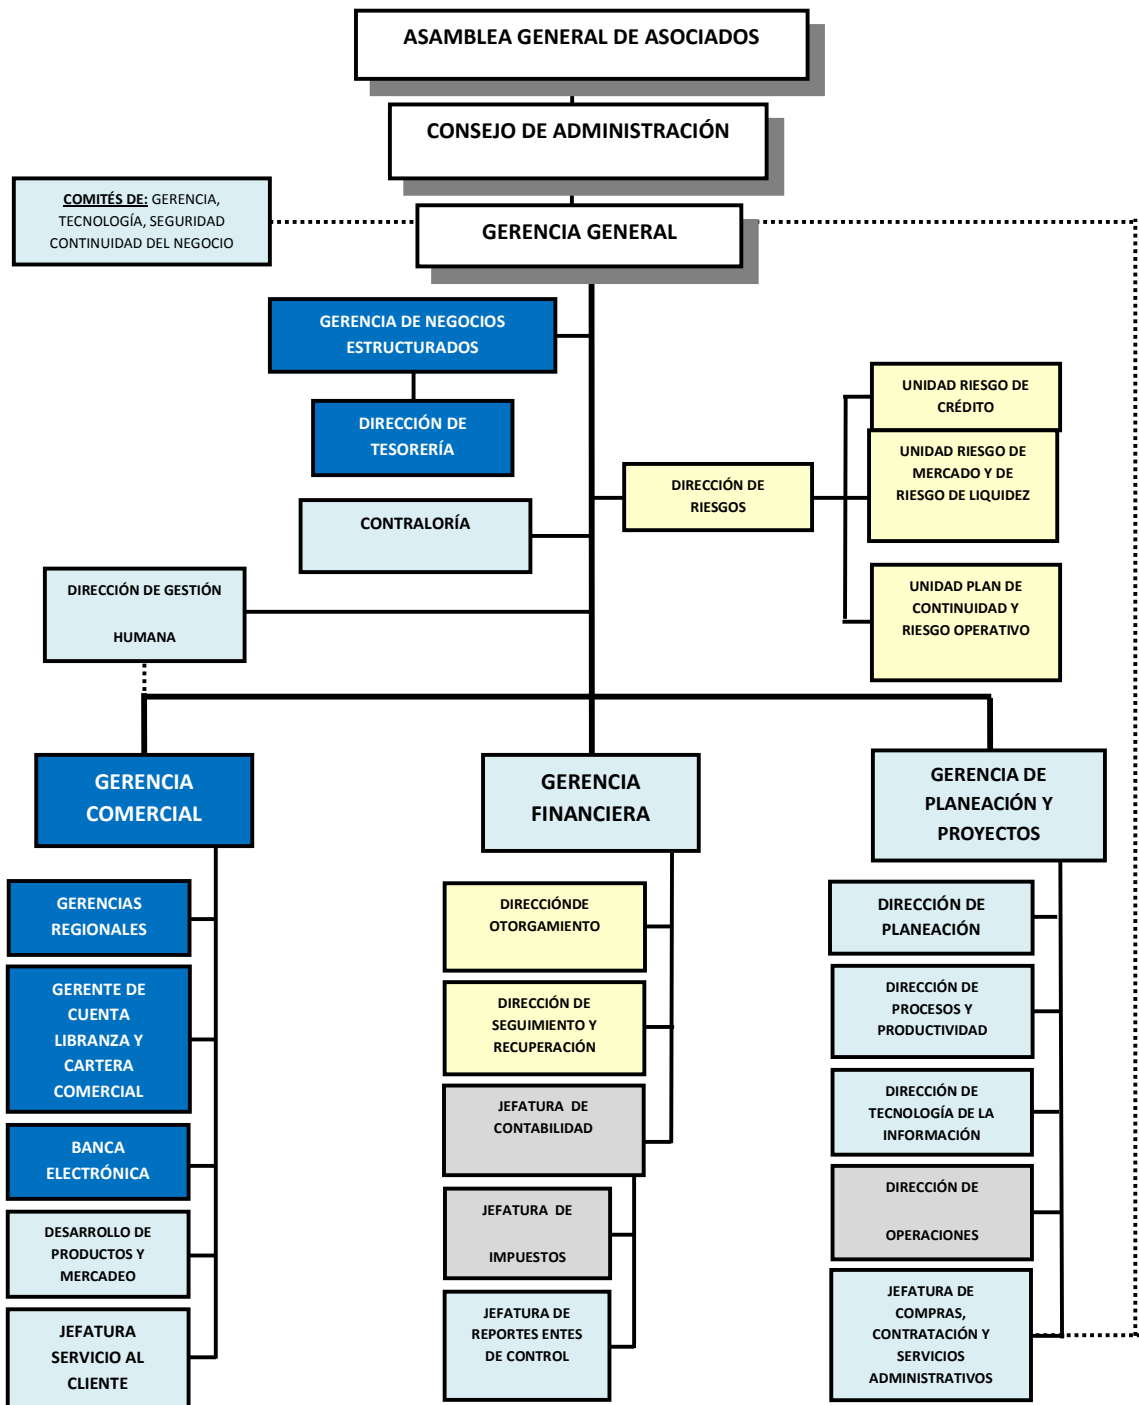 ASAMBLEA GENERAL DE ASOCIADOS
CONSEJO DE ADMINISTRACIÓN
COMITÉS DE: GERENCIA,
TECNOLOGÍA, SEGURIDAD
CONTINUIDAD DEL NEGOCIO
GERENCIA GENERAL
GERENCIA DE NEGOCIOS
ESTRUCTURADOS
DIRECCIÓN DE
TESORERÍA
UNIDAD RIESGO DE
CRÉDITO
UNIDAD RIESGO DE
MERCADO Y DE
RIESGO DE LIQUIDEZ
DIRECCIÓN DE
RIESGOS
CONTRALORÍA
UNIDAD PLAN DE
CONTINUIDAD Y
RIESGO OPERATIVO
DIRECCIÓN DE GESTIÓN
HUMANA
GERENCIA
COMERCIAL
GERENCIA
FINANCIERA
GERENCIA DE
PLANEACIÓN Y
PROYECTOS
GERENCIAS
REGIONALES
GERENTE DE
CUENTA
LIBRANZA Y
CARTERA
COMERCIAL
BANCA
ELECTRÓNICA
DESARROLLO DE
PRODUCTOS Y
MERCADEO
JEFATURA
SERVICIO AL
CLIENTE
DIRECCIÓNDE
OTORGAMIENTO
DIRECCIÓN DE
SEGUIMIENTO Y
RECUPERACIÓN
JEFATURA DE
CONTABILIDAD
JEFATURA DE
IMPUESTOS
JEFATURA DE
REPORTES ENTES
DE CONTROL
DIRECCIÓN DE
PLANEACIÓN
DIRECCIÓN DE
PROCESOS Y
PRODUCTIVIDAD
DIRECCIÓN DE
TECNOLOGÍA DE LA
INFORMACIÓN
DIRECCIÓN DE
OPERACIONES
JEFATURA DE
COMPRAS,
CONTRATACIÓN Y
SERVICIOS
ADMINISTRATIVOS